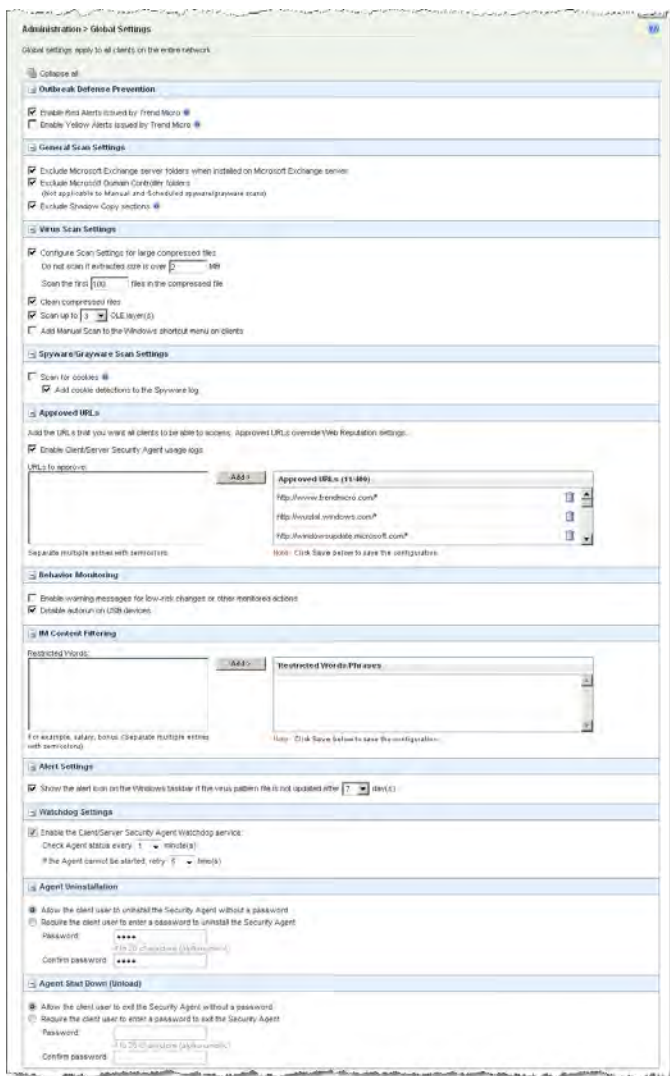 Administration > Global Settings
Global settings apply to all clients on the entire network.
Collapse all
Outbreak Defense Prevention
Enable Red Alerts issued by Trend Micro
Enable Yellow Alerts issued by Trend Micro
General Scan Settings
Exclude Microsoft Exchange server folders when installed on Microsoft Exchange server
Exclude Microsoft Domain Controller folders
(Not applicable to Manual and Scheduled spyware/grayware scans)
Exclude Shadow Copy sections
Virus Scan Settings
Configure Scan Settings for large compressed files
Do not scan if extracted size is over 2 MB
Scan the first 100 files in the compressed file
Clean compressed files
Scan up to 3 OLE layer(s)
Add Manual Scan to the Windows shortcut menu on clients
Spyware/Grayware Scan Settings
Scan for cookies
Add cookie detections to the Spyware log
Approved URLs
Add the URLs that you want all clients to be able to access. Approved URLs override Web Reputation settings.
Enable Client/Server Security Agent usage logs
URLs to approve:
Add >
Approved URLs
http://www.trendmicro.com/*
http://wustat.windows.com/*
http://windowsupdate.microsoft.com/*
Separate multiple entries with semicolons.
Note: Click Save below to save the configuration.
Behavior Monitoring
Enable warning messages for low-risk changes or other monitored actions
Disable autorun on USB devices
IM Content Filtering
Restricted Words:
Add >
Restricted Words/Phrases
For example, salary, bonus (Separate multiple entries
with semicolons)
Note: Click Save below to save the configuration.
Alert Settings
Show the alert icon on the Windows taskbar if the virus pattern file is not updated after 7 day(s)
Watchdog Settings
Enable the Client/Server Security Agent Watchdog service
Check Agent status every 1 minute(s)
If the Agent cannot be started, retry 5 time(s)
Agent Uninstallation
Allow the client user to uninstall the Security Agent without a password
Require the client user to enter a password to uninstall the Security Agent
Password:
Confirm password:
Agent Shut Down (Unload)
Allow the client user to exit the Security Agent without a password
Require the client user to enter a password to exit the Security Agent
Password:
Confirm password: